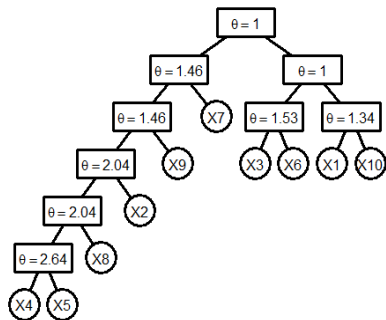 θ = 1
θ = 1.46
θ = 1
θ = 1.46
X7
θ = 1.53
θ = 1.34
θ = 2.04
X9
X3
X6
X1
X10
θ = 2.04
X2
θ = 2.64
X8
X4
X5